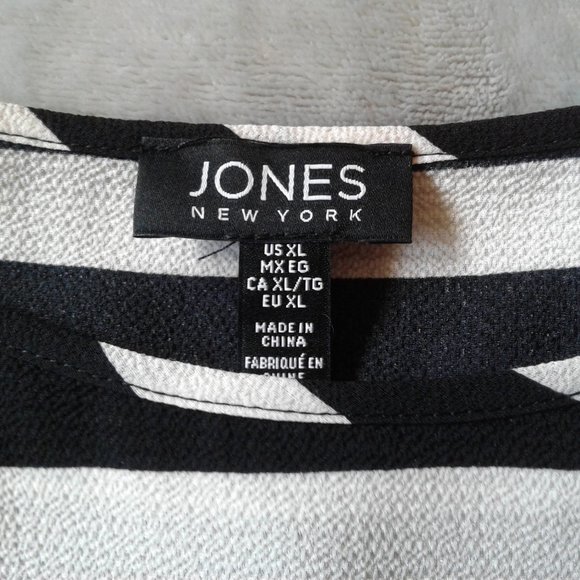 JONES
NEW YORK
US XL
MX EG
CA XL/TG
EU XL
MADE IN
CHINA
FABRIQUÉ EN